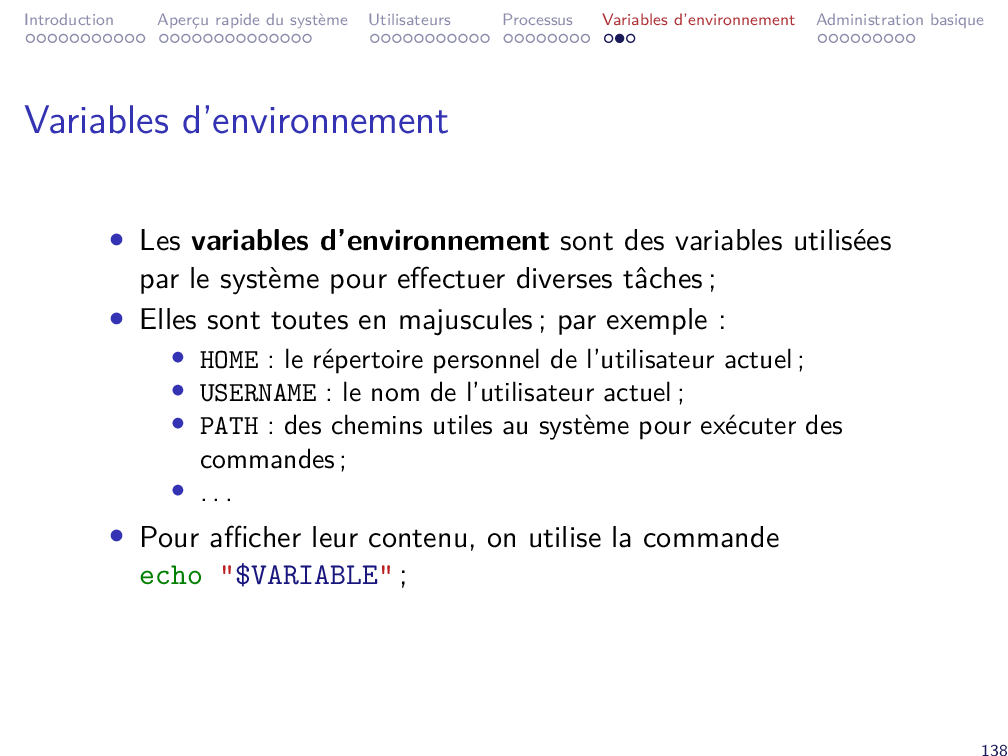 Introduction Aperçu rapide du système Utilisateurs Processus Variables d'environnement Administration basique
Variables d'environnement
• Les variables d'environnement sont des variables utilisées
par le système pour effectuer diverses tâches ;
• Elles sont toutes en majuscules ; par exemple :
• HOME : le répertoire personnel de l'utilisateur actuel ;
• USERNAME : le nom de l'utilisateur actuel ;
• PATH : des chemins utiles au système pour exécuter des
commandes ;
• ...
• Pour afficher leur contenu, on utilise la commande
echo "$VARIABLE" ;
138